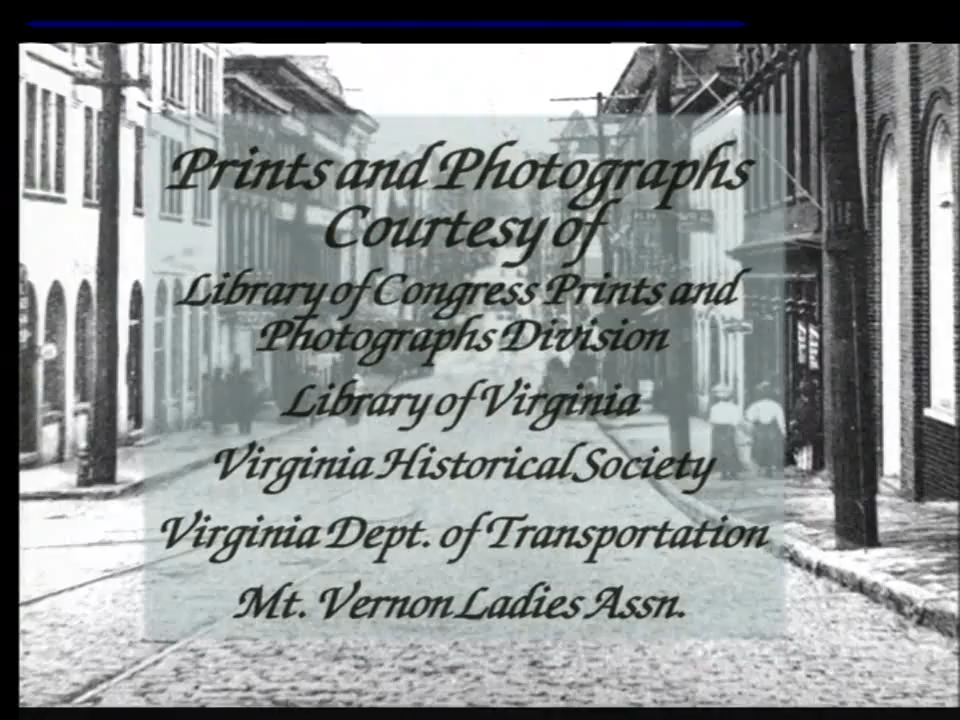 Prints and Photographs
Courtesy of
Library of Congress Prints and
Photographs Division
Library of Virginia
Virginia Historical Society
Virginia Dept. of Transportation
Mt. Vernon Ladies Assn.